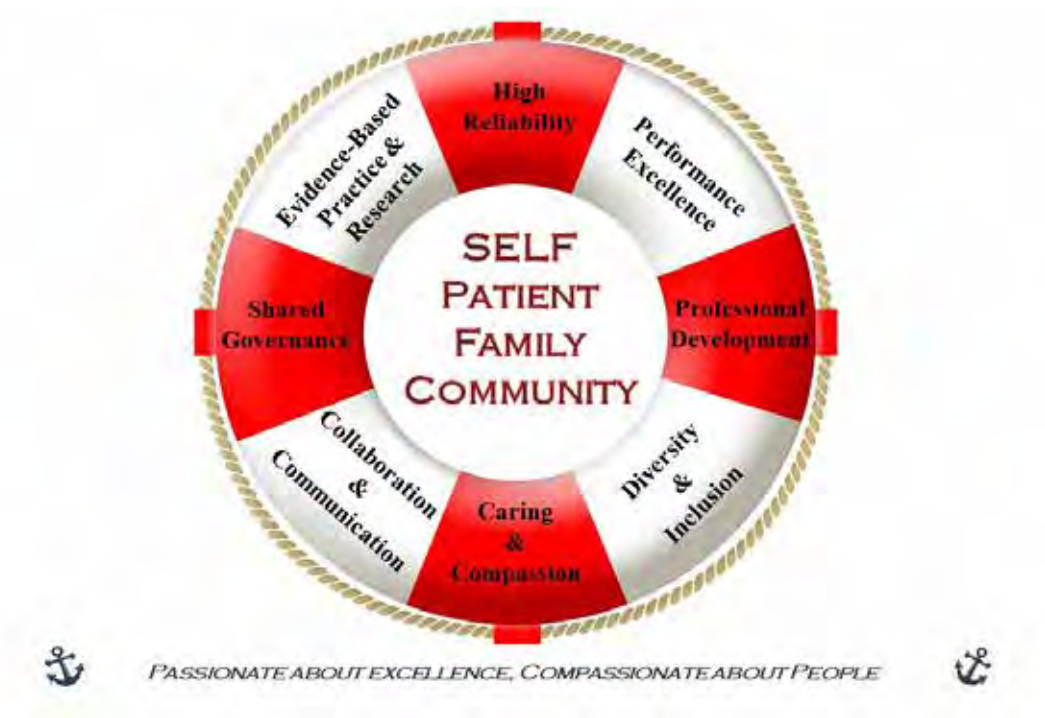 High
Reliability
Performance
Excellence
Professional
Development
Diversity
&
Inclusion
Caring
&
Compassion
Collaboration
&
Communication
Shared
Governance
Evidence-Based
Practice &
Research
SELF
PATIENT
FAMILY
COMMUNITY
PASSIONATE ABOUT EXCELLENCE, COMPASSIONATE ABOUT PEOPLE